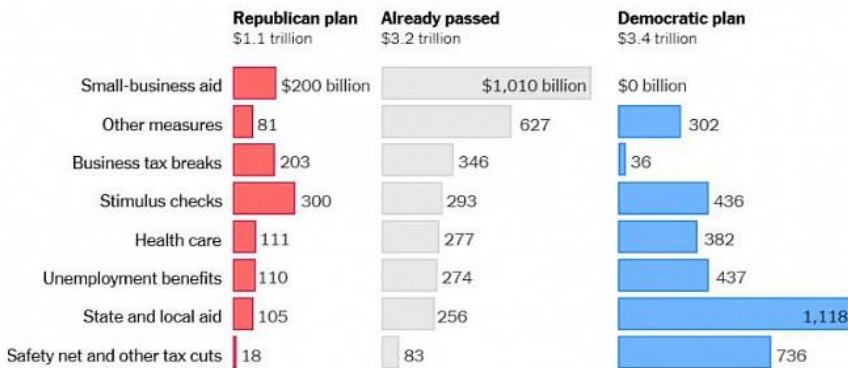 Republican plan Already passed Democratic plan
$1.1 trillion $3.2 trillion $3.4 trillion
Small-business aid $200 billion $1,010 billion $0 billion
Other measures 81 627 302
Business tax breaks 203 346 36
Stimulus checks 300 293 436
Health care 111 277 382
Unemployment benefits 110 274 437
State and local aid 105 256 1,118
Safety net and other tax cuts 18 83 736